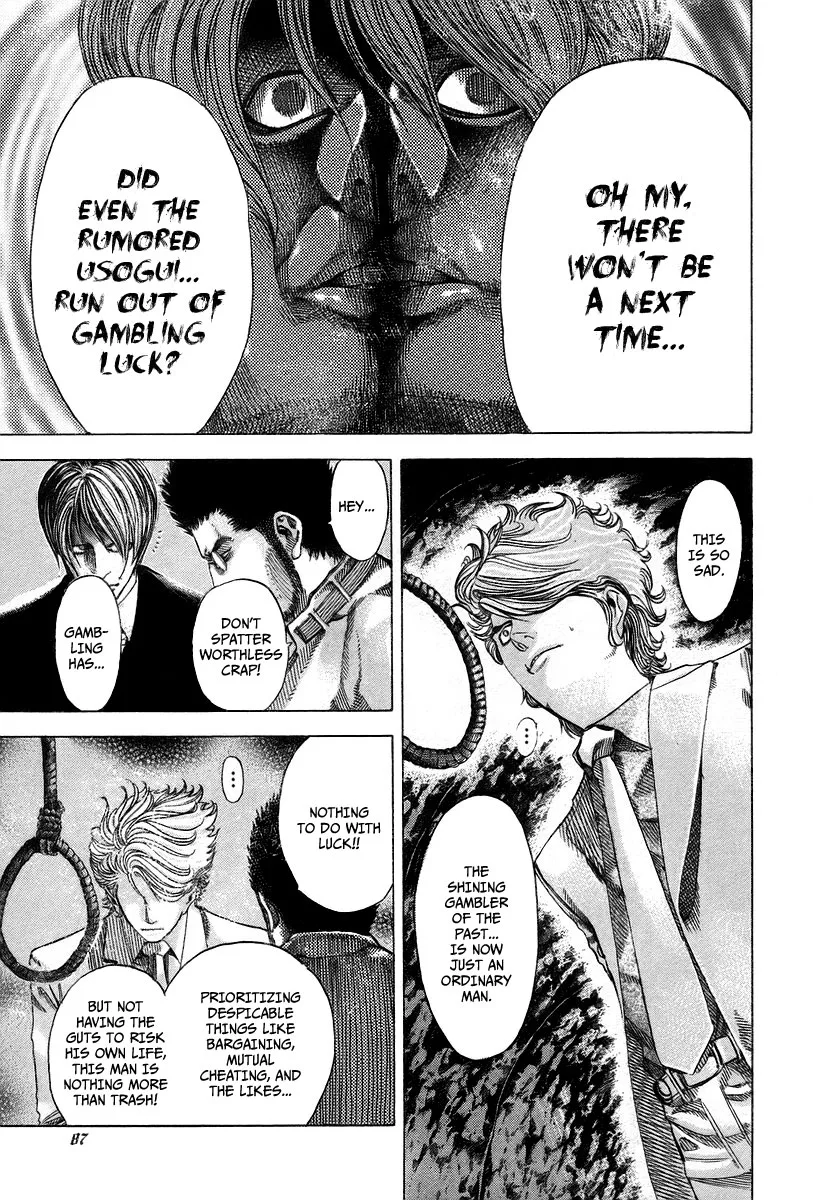 OH MY.
THERE
WON'T BE
A NEXT
TIME...
DID
EVEN THE
RUMORED
USOGUI...
RUN OUT OF
GAMBLING
LUCK?
THIS
IS SO
SAD.
...
THE
SHINING
GAMBLER
OF THE
PAST...
IS NOW
JUST AN
ORDINARY
MAN.
HEY...
DON'T
SPATTER
WORTHLESS
CRAP!
GAMB-
LING
HAS...
NOTHING
TO DO WITH
LUCK!!
...
PRIORITIZING
DESPICABLE
THINGS LIKE
BARGAINING,
MUTUAL
CHEATING, AND
THE LIKES...
BUT NOT
HAVING THE
GUTS TO RISK
HIS OWN LIFE,
THIS MAN IS
NOTHING MORE
THAN TRASH!
87